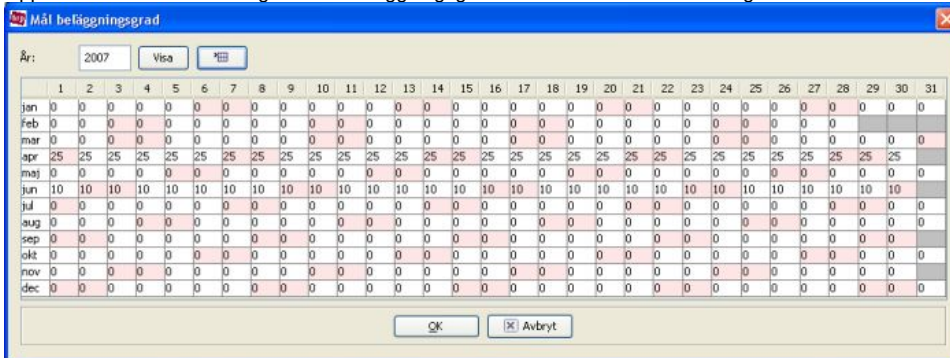 Mål beläggningsgrad
År: 2007 Visa
1 2 3 4 5 6 7 8 9 10 11 12 13 14 15 16 17 18 19 20 21 22 23 24 25 26 27 28 29 30 31
jan 0 0 0 0 0 0 0 0 0 0 0 0 0 0 0 0 0 0 0 0 0 0 0 0 0 0 0 0 0 0 0
feb 0 0 0 0 0 0 0 0 0 0 0 0 0 0 0 0 0 0 0 0 0 0 0 0 0 0 0 0
mar 0 0 0 0 0 0 0 0 0 0 0 0 0 0 0 0 0 0 0 0 0 0 0 0 0 0 0 0 0 0 0
apr 25 25 25 25 25 25 25 25 25 25 25 25 25 25 25 25 25 25 25 25 25 25 25 25 25 25 25 25 25 25
maj 0 0 0 0 0 0 0 0 0 0 0 0 0 0 0 0 0 0 0 0 0 0 0 0 0 0 0 0 0 0 0
jun 10 10 10 10 10 10 10 10 10 10 10 10 10 10 10 10 10 10 10 10 10 10 10 10 10 10 10 10 10 10
jul 0 0 0 0 0 0 0 0 0 0 0 0 0 0 0 0 0 0 0 0 0 0 0 0 0 0 0 0 0 0 0
aug 0 0 0 0 0 0 0 0 0 0 0 0 0 0 0 0 0 0 0 0 0 0 0 0 0 0 0 0 0 0 0
sep 0 0 0 0 0 0 0 0 0 0 0 0 0 0 0 0 0 0 0 0 0 0 0 0 0 0 0 0 0 0
okt 0 0 0 0 0 0 0 0 0 0 0 0 0 0 0 0 0 0 0 0 0 0 0 0 0 0 0 0 0 0 0
nov 0 0 0 0 0 0 0 0 0 0 0 0 0 0 0 0 0 0 0 0 0 0 0 0 0 0 0 0 0 0
dec 0 0 0 0 0 0 0 0 0 0 0 0 0 0 0 0 0 0 0 0 0 0 0 0 0 0 0 0 0 0 0
OK Avbryt